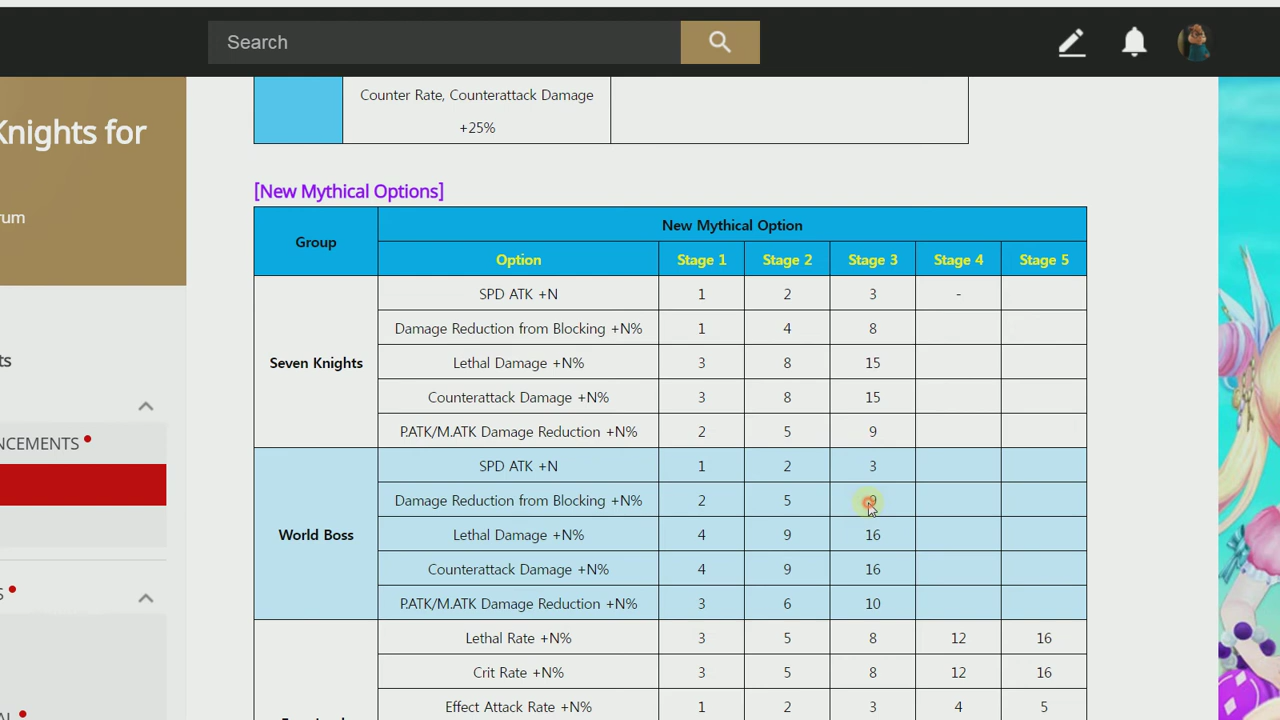 Search
Knights for
rum
ts
NCEMENTS
S
AL
Counter Rate, Counterattack Damage
+25%
[New Mythical Options]
Group New Mythical Option
Option Stage 1 Stage 2 Stage 3 Stage 4 Stage 5
Seven Knights
SPD ATK +N 1 2 3 -
Damage Reduction from Blocking +N% 1 4 8
Lethal Damage +N% 3 8 15
Counterattack Damage +N% 3 8 15
P.ATK/M.ATK Damage Reduction +N% 2 5 9
World Boss
SPD ATK +N 1 2 3
Damage Reduction from Blocking +N% 2 5
Lethal Damage +N% 4 9 16
Counterattack Damage +N% 4 9 16
P.ATK/M.ATK Damage Reduction +N% 3 6 10
Lethal Rate +N% 3 5 8 12 16
Crit Rate +N% 3 5 8 12 16
Effect Attack Rate +N% 1 2 3 4 5